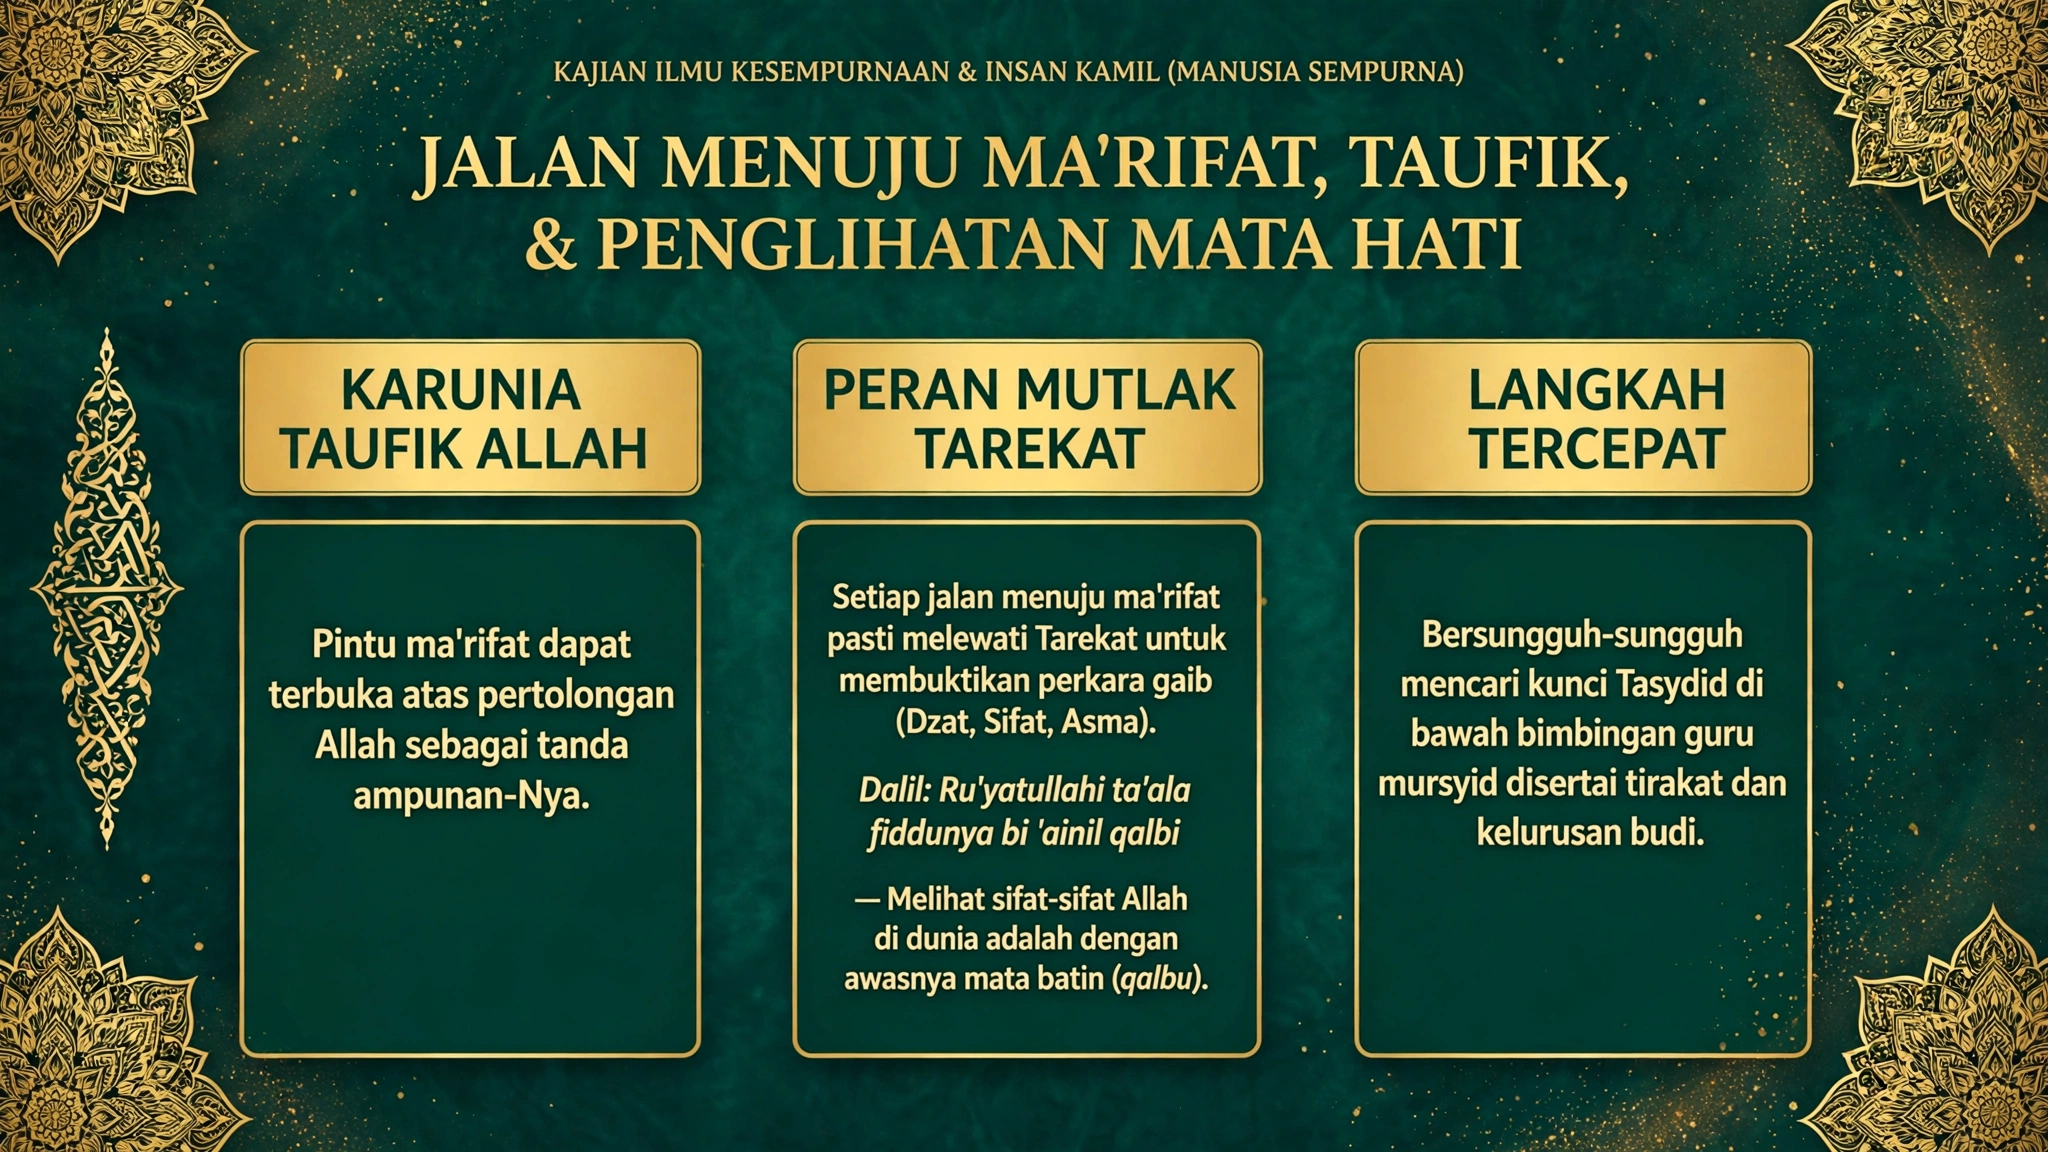 KAJIAN ILMU KESEMPURNAAN & INSAN KAMIL (MANUSIA SEMPURNA)
JALAN MENUJU MA'RIFAT, TAUFIK,
& PENGLIHATAN MATA HATI
KARUNIA
TAUFIK ALLAH
Pintu ma'rifat dapat
terbuka atas pertolongan
Allah sebagai tanda
ampunan-Nya.
PERAN MUTLAK
TAREKAT
Setiap jalan menuju ma'rifat
pasti melewati Tarekat untuk
membuktikan perkara gaib
(Dzat, Sifat, Asma).
Dalil: Ru'yatullahi ta'ala
fiddunya bi 'ainil qalbi
— Melihat sifat-sifat Allah
di dunia adalah dengan
awasnya mata batin (qalbu).
LANGKAH
TERCEPAT
Bersungguh-sungguh
mencari kunci Tasydid di
bawah bimbingan guru
mursyid disertai tirakat dan
kelurusan budi.